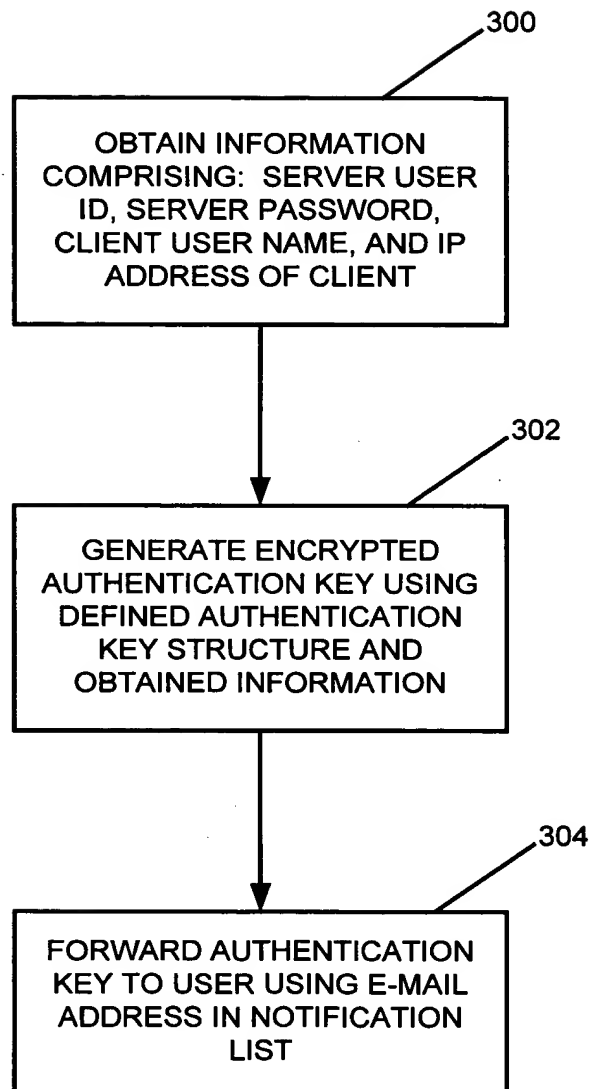 300
OBTAIN INFORMATION
COMPRISING: SERVER USER
ID, SERVER PASSWORD,
CLIENT USER NAME, AND IP
ADDRESS OF CLIENT
302
GENERATE ENCRYPTED
AUTHENTICATION KEY USING
DEFINED AUTHENTICATION
KEY STRUCTURE AND
OBTAINED INFORMATION
304
FORWARD AUTHENTICATION
KEY TO USER USING E-MAIL
ADDRESS IN NOTIFICATION
LIST